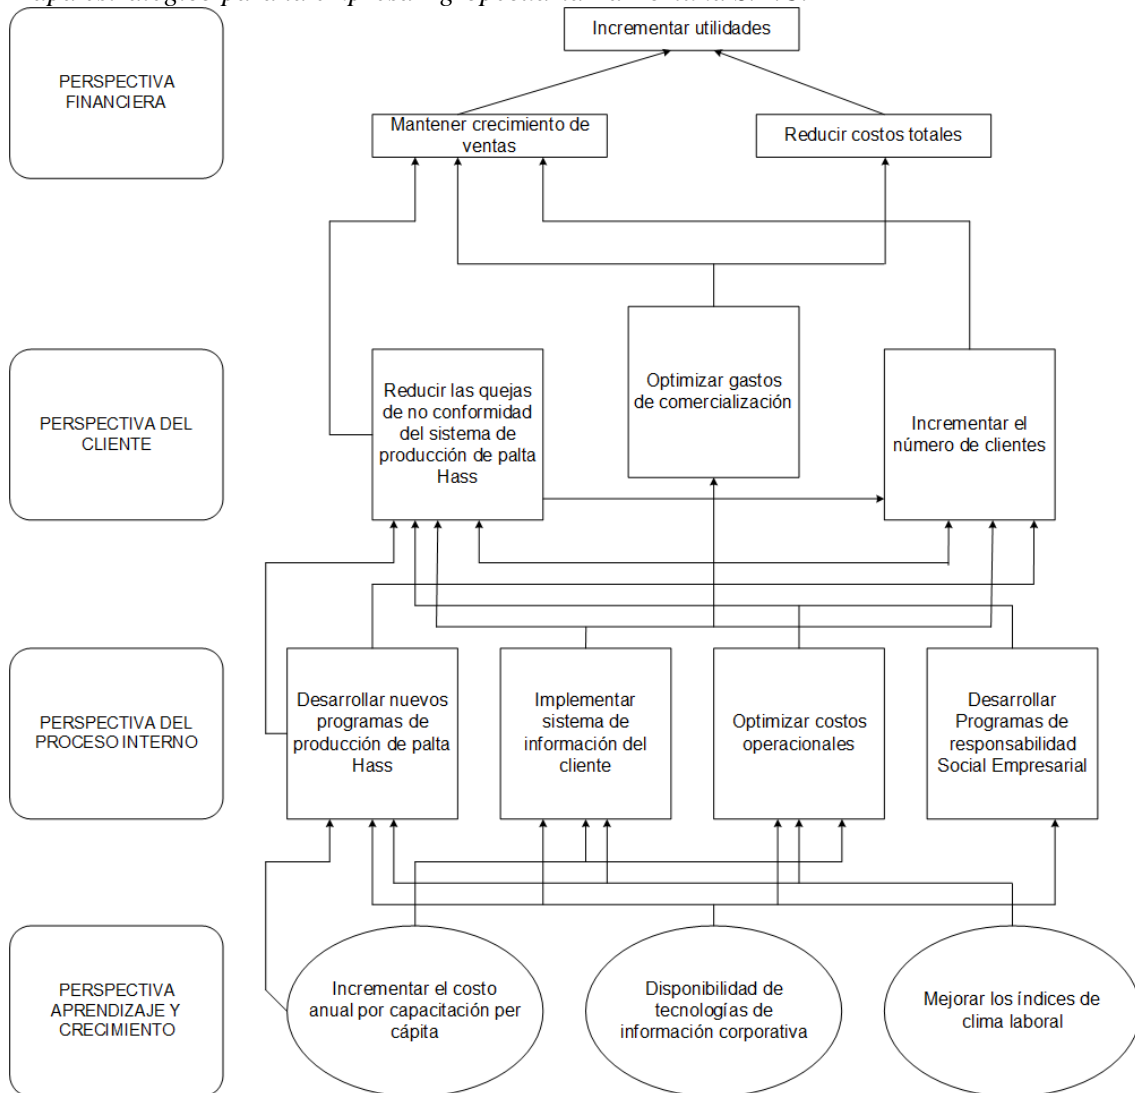 Incrementar utilidades
PERSPECTIVA
FINANCIERA
Mantener crecimiento de
ventas
Reducir costos totales
PERSPECTIVA DEL
CLIENTE
Reducir las quejas
de no conformidad
del sistema de
producción de palta
Hass
Optimizar gastos
de comercialización
Incrementar el
número de clientes
PERSPECTIVA DEL
PROCESO INTERNO
Desarrollar nuevos
programas de
producción de palta
Hass
Implementar
sistema de
información del
cliente
Optimizar costos
operacionales
Desarrollar
Programas de
responsabilidad
Social Empresarial
PERSPECTIVA
APRENDIZAJE Y
CRECIMIENTO
Incrementar el costo
anual por capacitación per
cápita
Disponibilidad de
tecnologías de
información corporativa
Mejorar los índices de
clima laboral